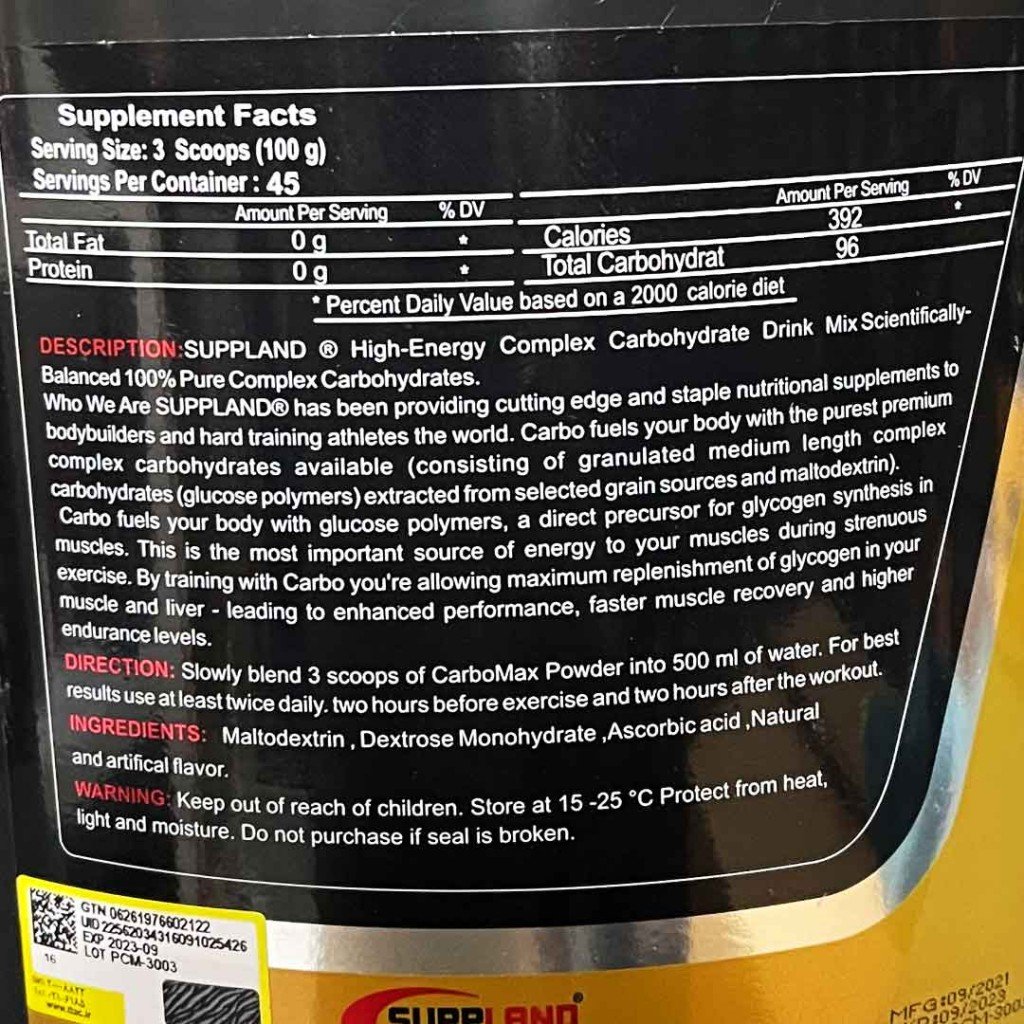 Supplement Facts
Serving Size: 3 Scoops (100 g)
Servings Per Container : 45
Amount Per Serving % DV
Total Fat 0 g *
Protein 0 g *
Amount Per Serving % DV
Calories 392 *
Total Carbohydrat 96
* Percent Daily Value based on a 2000 calorie diet
DESCRIPTION:SUPPLAND ® High-Energy Complex Carbohydrate Drink Mix Scientifically-
Balanced 100% Pure Complex Carbohydrates.
Who We Are SUPPLAND® has been providing cutting edge and staple nutritional supplements to
bodybuilders and hard training athletes the world. Carbo fuels your body with the purest premium
complex carbohydrates available (consisting of granulated medium length complex
carbohydrates (glucose polymers) extracted from selected grain sources and maltodextrin).
Carbo fuels your body with glucose polymers, a direct precursor for glycogen synthesis in
muscles. This is the most important source of energy to your muscles during strenuous
exercise. By training with Carbo you're allowing maximum replenishment of glycogen in your
muscle and liver - leading to enhanced performance, faster muscle recovery and higher
endurance levels.
DIRECTION: Slowly blend 3 scoops of CarboMax Powder into 500 ml of water. For best
results use at least twice daily. two hours before exercise and two hours after the workout.
INGREDIENTS: Maltodextrin , Dextrose Monohydrate ,Ascorbic acid ,Natural
and artifical flavor.
WARNING: Keep out of reach of children. Store at 15 -25 °C Protect from heat,
light and moisture. Do not purchase if seal is broken.
GTN 06261976602122
UID 22562034316091025426
EXP 2023-09
LOT PCM-3003
16
www.ttac.ir
SUPPLAND®
MFG:09/2021
:09/2023